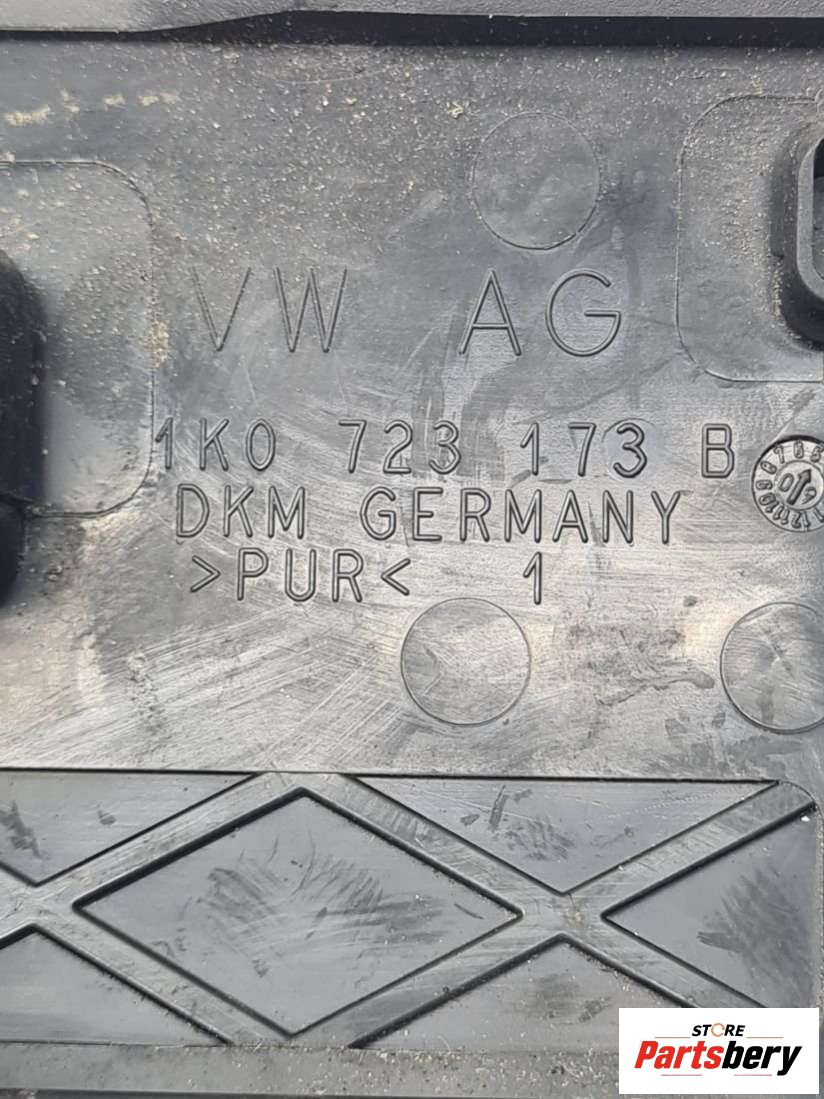 VW AG
1K0 723 173 B
DKM GERMANY
>PUR< 1
STORE
Partsbery